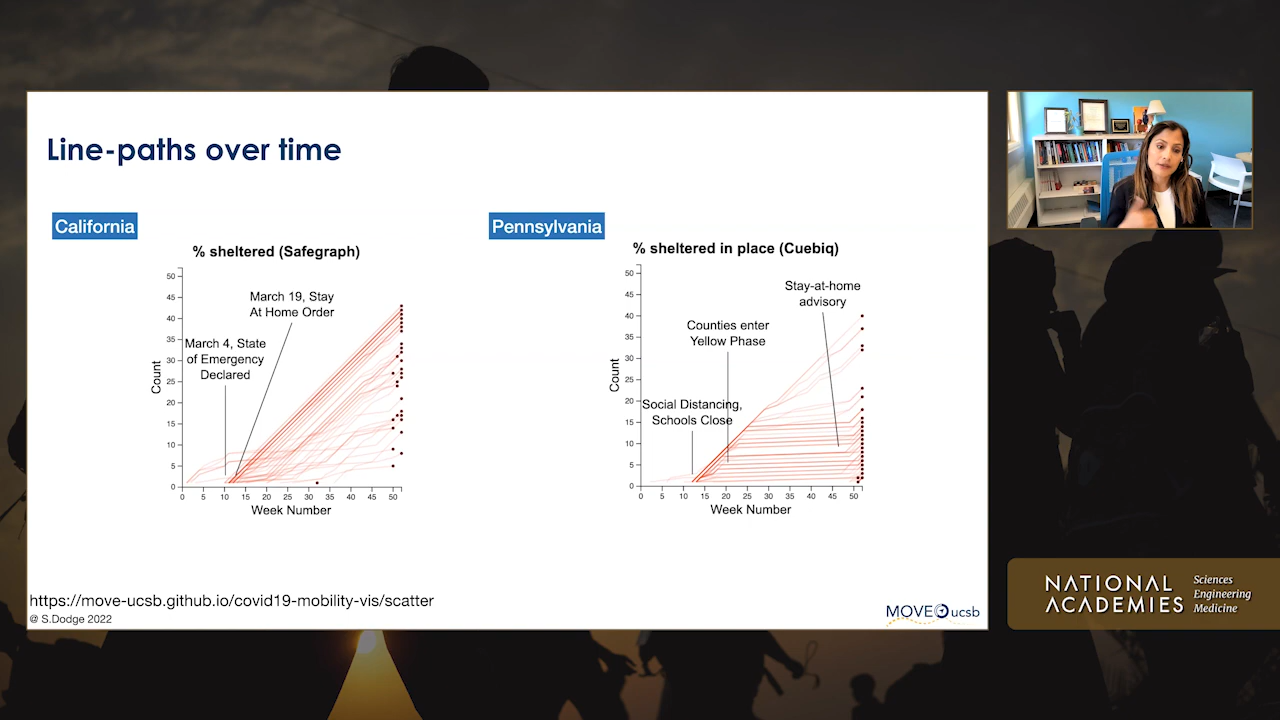 Line-paths over time
California
% sheltered (Safegraph)
March 19, Stay
At Home Order
March 4, State
of Emergency
Declared
Count
50
45
40
35
30
25
20
15
10
5
0
0 5 10 15 20 25 30 35 40 45 50
Week Number
Pennsylvania
% sheltered in place (Cuebiq)
Stay-at-home
advisory
Counties enter
Yellow Phase
Social Distancing,
Schools Close
Count
50
45
40
35
30
25
20
15
10
5
0
0 5 10 15 20 25 30 35 40 45 50
Week Number
https://move-ucsb.github.io/covid19-mobility-vis/scatter
@ S.Dodge 2022
MOVE ucsb
NATIONAL
ACADEMIES
Sciences
Engineering
Medicine